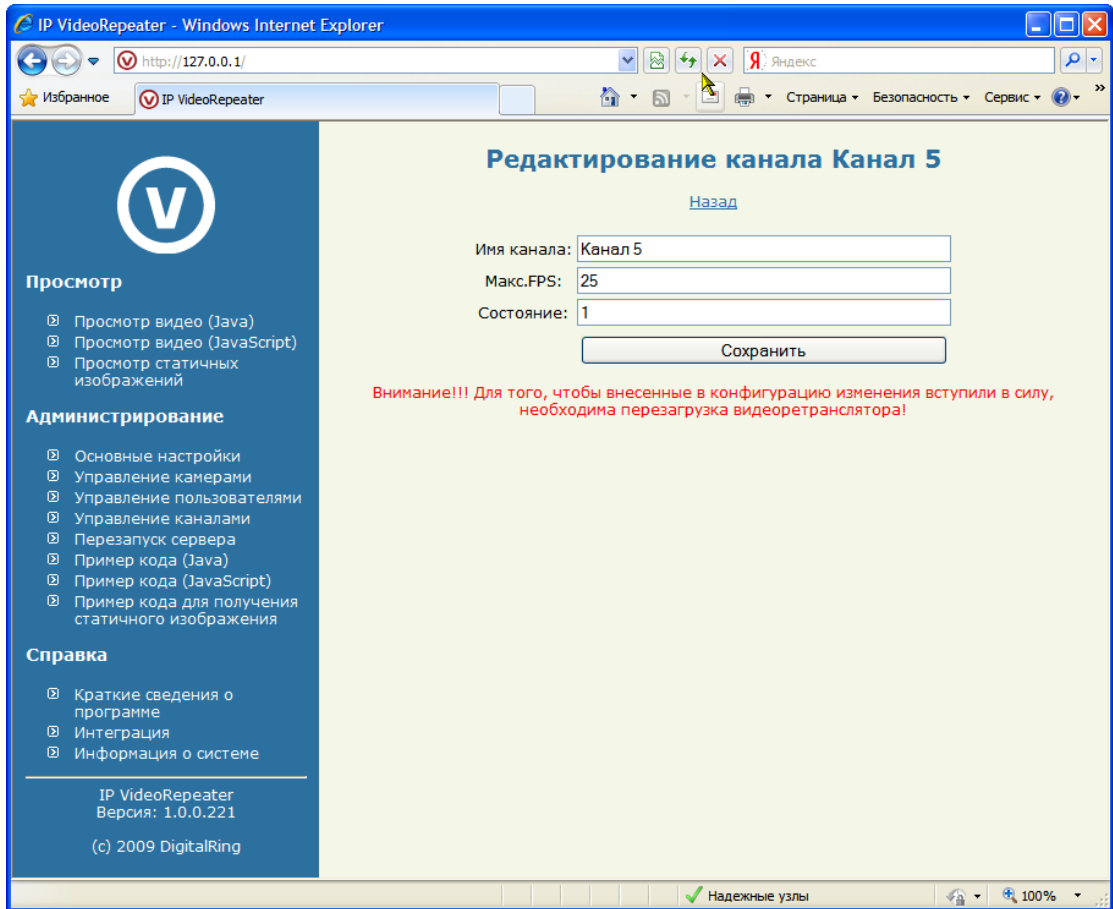 IP VideoRepeater - Windows Internet Explorer
http://127.0.0.1/
Яндекс
Избранное
IP VideoRepeater
Страница
Безопасность
Сервис
»
V
Просмотр
Просмотр видео (Java)
Просмотр видео (JavaScript)
Просмотр статичных
изображений
Администрирование
Основные настройки
Управление камерами
Управление пользователями
Управление каналами
Перезапуск сервера
Пример кода (Java)
Пример кода (JavaScript)
Пример кода для получения
статичного изображения
Справка
Краткие сведения о
программе
Интеграция
Информация о системе
IP VideoRepeater
Версия: 1.0.0.221
(c) 2009 DigitalRing
Редактирование канала Канал 5
Назад
Имя канала: Канал 5
Макс.FPS: 25
Состояние: 1
Сохранить
Внимание!!! Для того, чтобы внесенные в конфигурацию изменения вступили в силу,
необходима перезагрузка видеоретранслятора!
Надежные узлы
100%